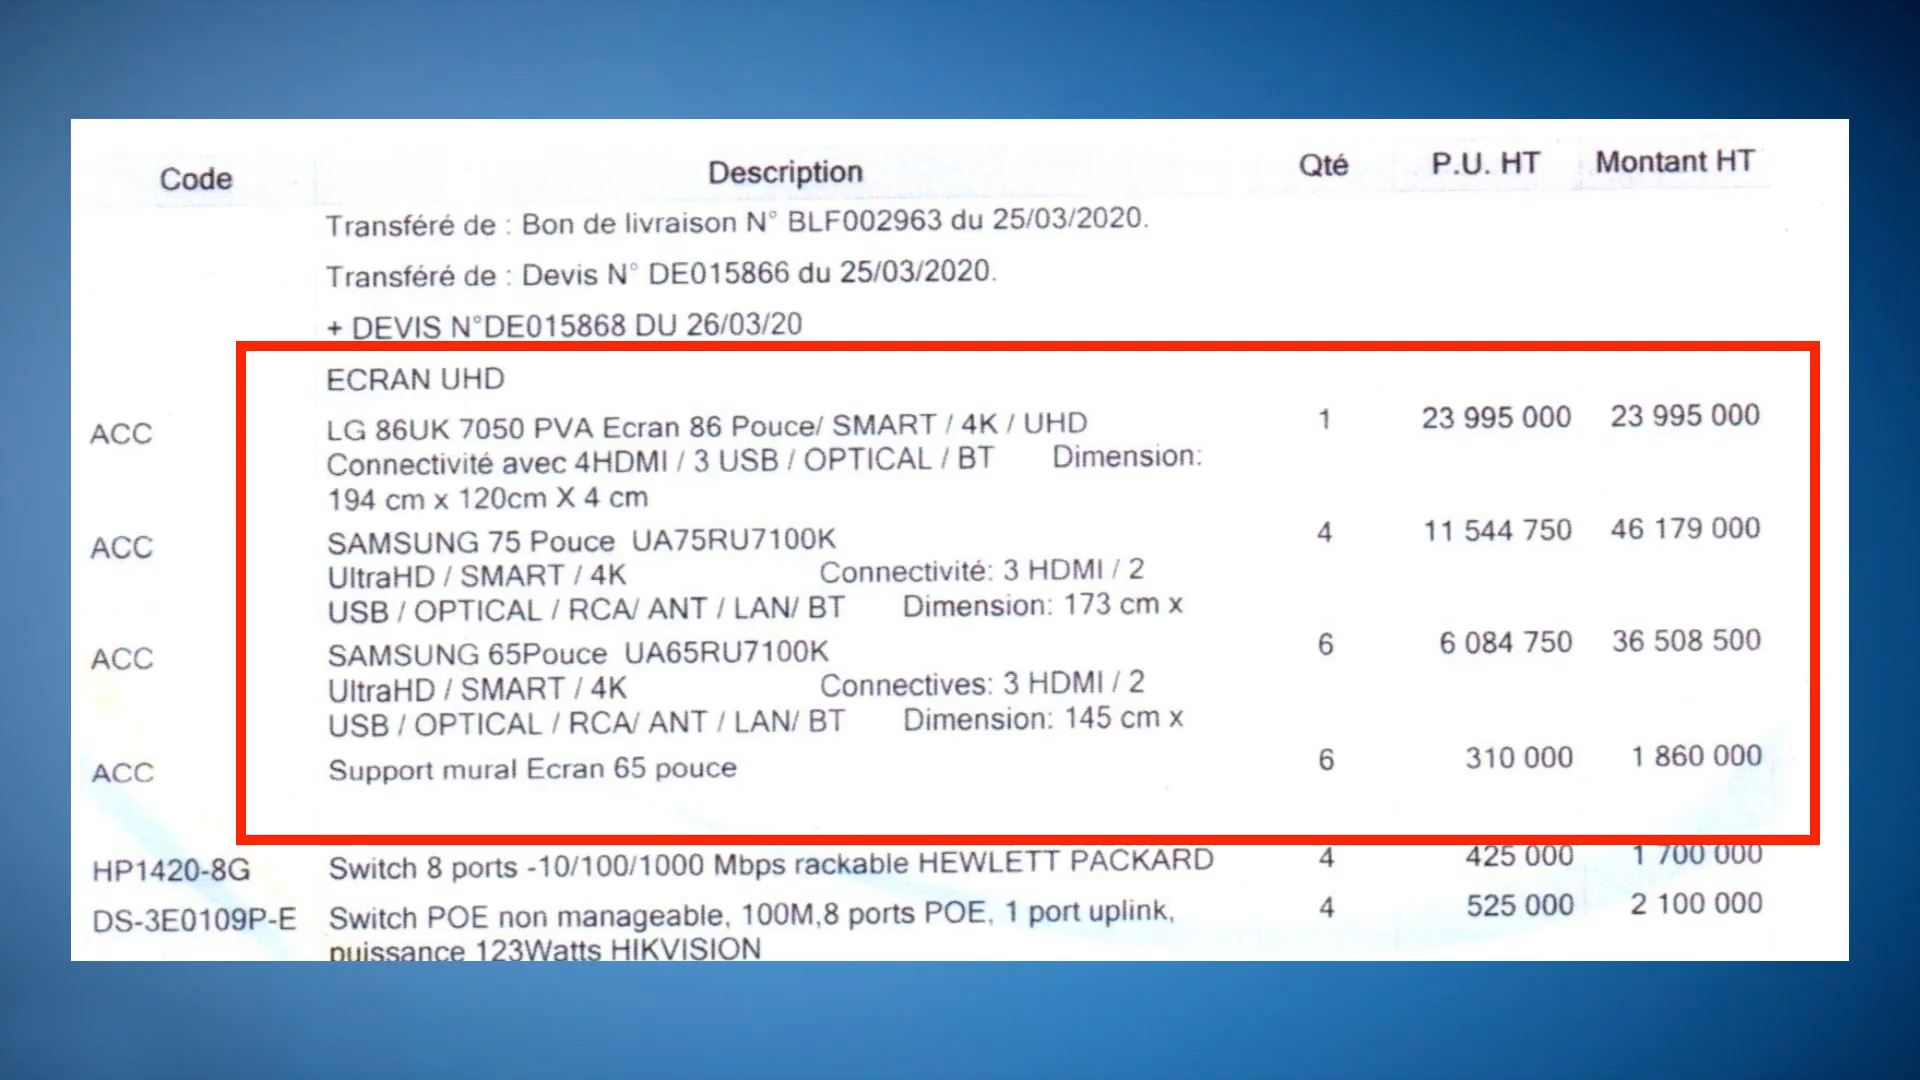 Code Description Qté P.U. HT Montant HT
Transféré de : Bon de livraison N° BLF002963 du 25/03/2020.
Transféré de : Devis N° DE015866 du 25/03/2020.
+ DEVIS N°DE015868 DU 26/03/20
ECRAN UHD
ACC LG 86UK 7050 PVA Ecran 86 Pouce/ SMART / 4K / UHD 1 23 995 000 23 995 000
Connectivité avec 4HDMI / 3 USB / OPTICAL / BT Dimension:
194 cm x 120cm X 4 cm
ACC SAMSUNG 75 Pouce UA75RU7100K 4 11 544 750 46 179 000
UltraHD / SMART / 4K Connectivité: 3 HDMI / 2
USB / OPTICAL / RCA/ ANT / LAN/ BT Dimension: 173 cm x
ACC SAMSUNG 65Pouce UA65RU7100K 6 6 084 750 36 508 500
UltraHD / SMART / 4K Connectives: 3 HDMI / 2
USB / OPTICAL / RCA/ ANT / LAN/ BT Dimension: 145 cm x
ACC Support mural Ecran 65 pouce 6 310 000 1 860 000
HP1420-8G Switch 8 ports -10/100/1000 Mbps rackable HEWLETT PACKARD 4 425 000 1 700 000
DS-3E0109P-E Switch POE non manageable, 100M,8 ports POE, 1 port uplink, 4 525 000 2 100 000
puissance 123Watts HIKVISION